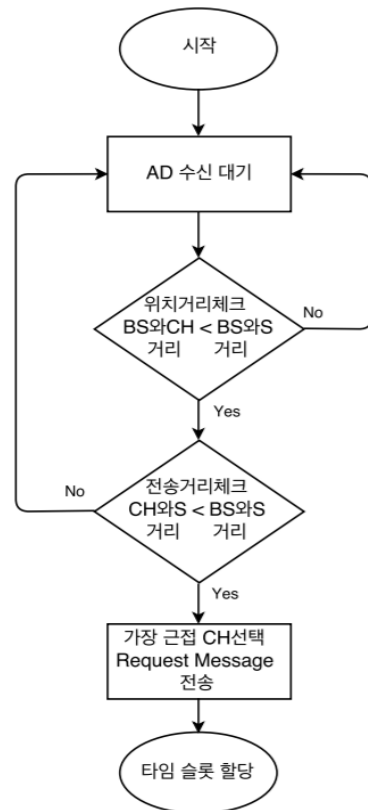 시작
AD 수신 대기
위치거리체크
BS와CH < BS와S
거리 거리
No
Yes
전송거리체크
CH와S < BS와S
거리 거리
No
Yes
가장 근접 CH선택
Request Message
전송
타임 슬롯 할당